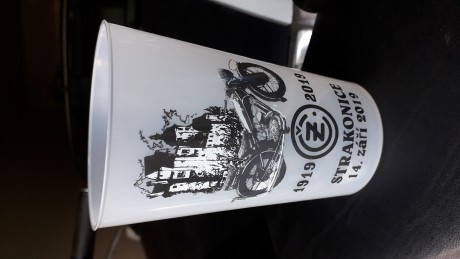 1919 ČZ 2019
STRAKONICE
14. září 2019